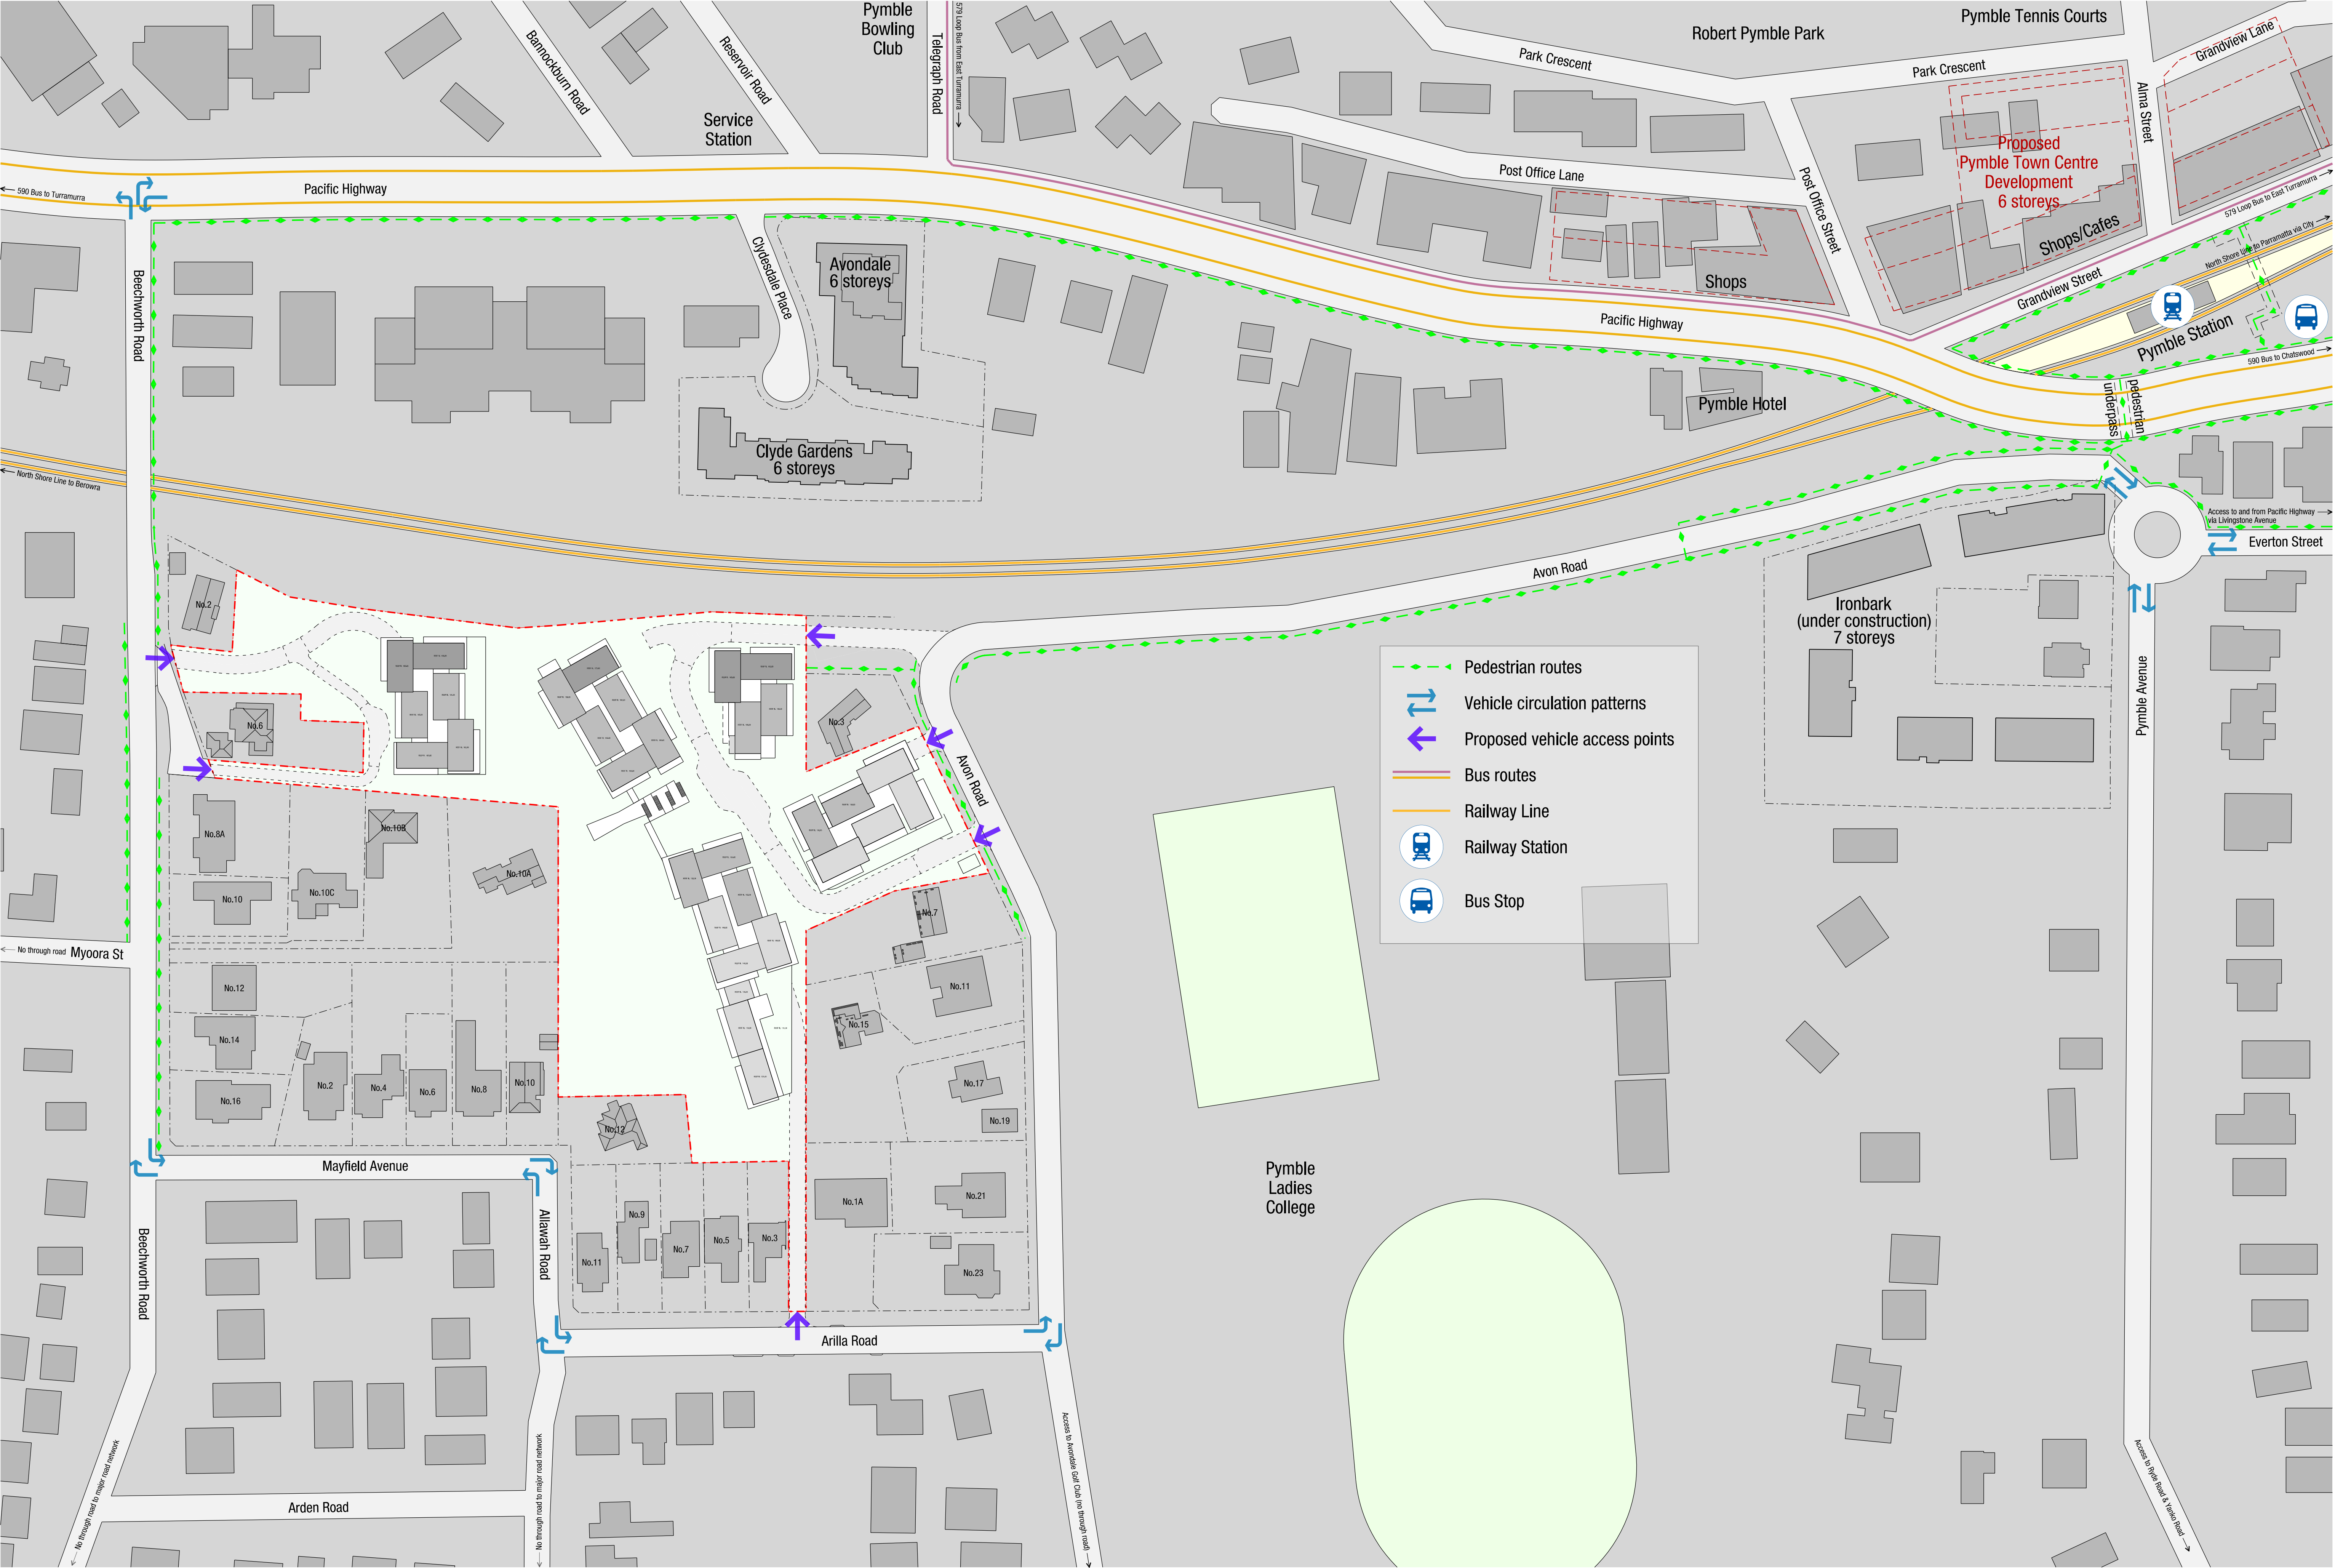 Pymble
Bowling
Club
579 Loop Bus from East Turramurra
Telegraph Road
Bannockburn Road
Reservoir Road
Service
Station
Robert Pymble Park
Pymble Tennis Courts
Park Crescent
Park Crescent
Grandview Lane
Alma Street
Proposed
Pymble Town Centre
Development
6 storeys
Post Office Lane
Post Office Street
Shops/Cafes
Shops
579 Loop Bus to East Turramurra
North Shore Line to Parramatta via City
Grandview Street
Pymble Station
590 Bus to Chatswood
590 Bus to Turramurra
Pacific Highway
Pacific Highway
Beechworth Road
Clydesdale Place
Avondale
6 storeys
Clyde Gardens
6 storeys
Pymble Hotel
pedestrian
underpass
North Shore Line to Berowra
Access to and from Pacific Highway
via Livingstone Avenue
Everton Street
Avon Road
Ironbark
(under construction)
7 storeys
Pymble Avenue
No.2
No.6
No.3
Avon Road
Pedestrian routes
Vehicle circulation patterns
Proposed vehicle access points
Bus routes
Railway Line
Railway Station
Bus Stop
No.8A
No.10B
No.10A
No.10
No.10C
No.7
No through road
Myoora St
No.12
No.11
No.14
No.15
No.16
No.2
No.4
No.6
No.8
No.10
No.17
No.19
No.12
Mayfield Avenue
Pymble
Ladies
College
No.1A
No.21
No.9
No.11
No.7
No.5
No.3
No.23
Beechworth Road
Allawah Road
Arilla Road
No through road to major road network
No through road to major road network
Access to Avondale Golf Club (no through road)
Access to Ryde Road & Yanko Road
Arden Road